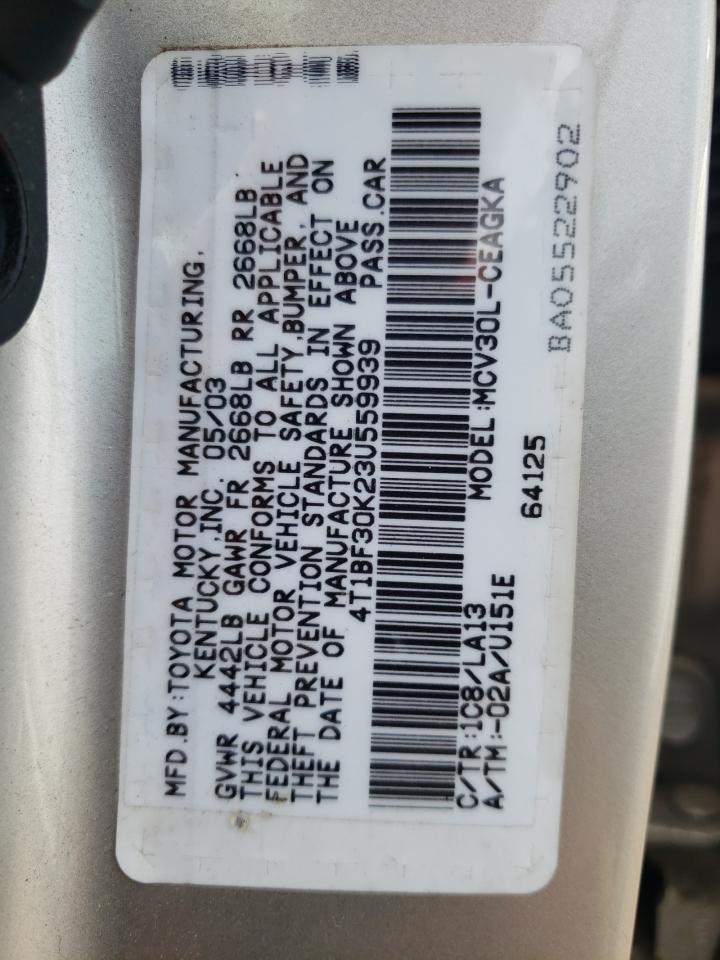 MFD.BY:TOYOTA MOTOR MANUFACTURING,
KENTUCKY,INC. 05/03
GVWR 4442LB GAWR FR 2668LB RR 2668LB
THIS VEHICLE CONFORMS TO ALL APPLICABLE
FEDERAL MOTOR VEHICLE SAFETY,BUMPER, AND
THEFT PREVENTION STANDARDS IN EFFECT ON
THE DATE OF MANUFACTURE SHOWN ABOVE
4T1BF30K23U559939 PASS.CAR
C/TR:1C8/LA13 MODEL:MCV30L-CEAGKA
A/TM:-02A/U151E
64125
BA05522902